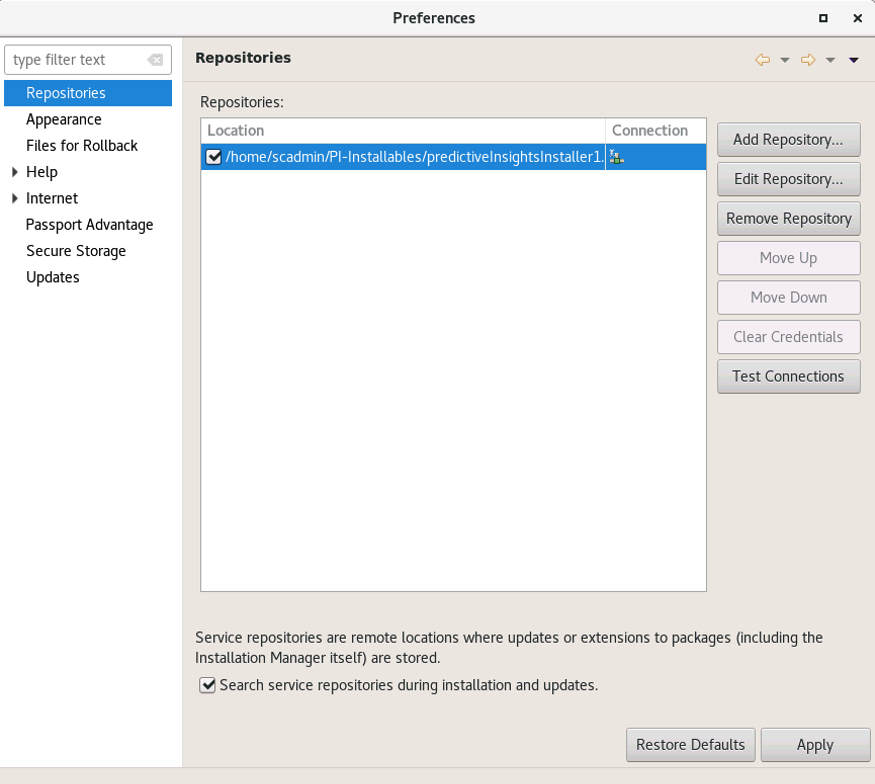 Preferences
type filter text
Repositories
Appearance
Files for Rollback
Help
Internet
Passport Advantage
Secure Storage
Updates
Repositories
Repositories:
Location Connection
/home/scadmin/PI-Installables/predictiveInsightsInstaller1.
Add Repository...
Edit Repository...
Remove Repository
Move Up
Move Down
Clear Credentials
Test Connections
Service repositories are remote locations where updates or extensions to packages (including the
Installation Manager itself) are stored.
Search service repositories during installation and updates.
Restore Defaults Apply